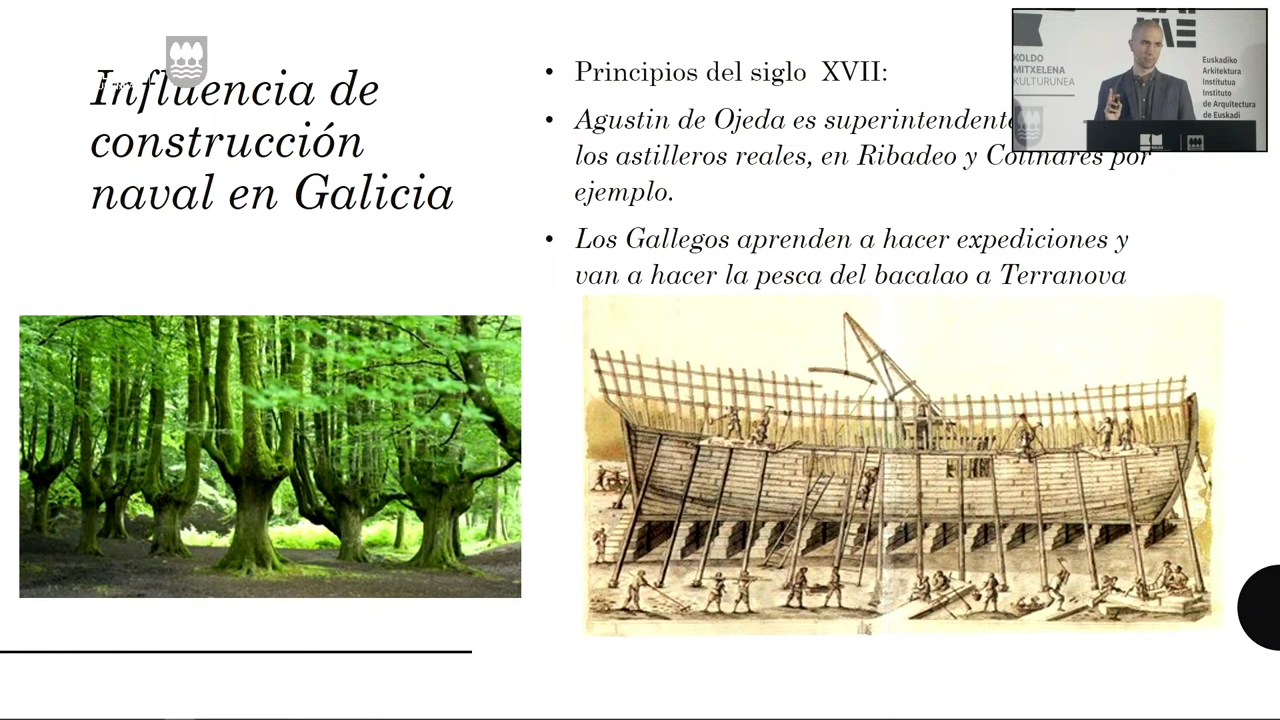 Influencia de
construcción
naval en Galicia
• Principios del siglo XVII:
• Agustin de Ojeda es superintendente
los astilleros reales, en Ribadeo y Colinares por
ejemplo.
• Los Gallegos aprenden a hacer expediciones y
van a hacer la pesca del bacalao a Terranova
KOLDO
MITXELENA
KULTURUNEA
Euskadiko
Arkitektura
Institutua
Instituto
de Arquitectura
de Euskadi